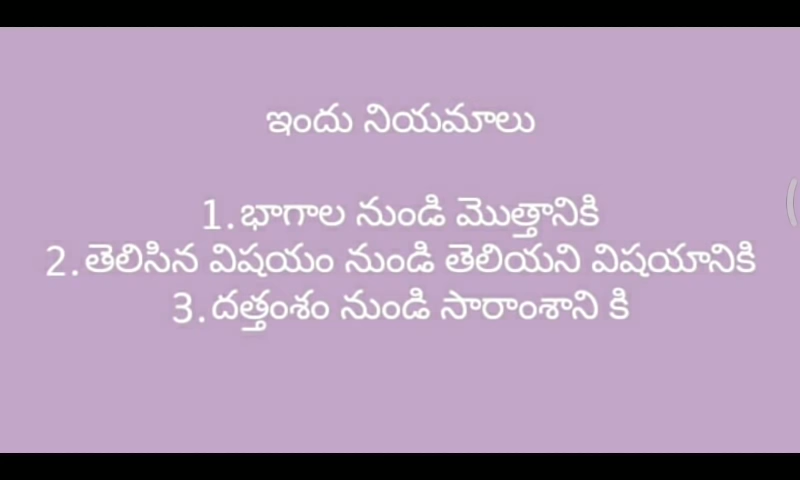 ఇందు నియమాలు
1.భాగాల నుండి మొత్తానికి
2.తెలిసిన విషయం నుండి తెలియని విషయానికి
3.దత్తంశం నుండి సారాంశాని కి